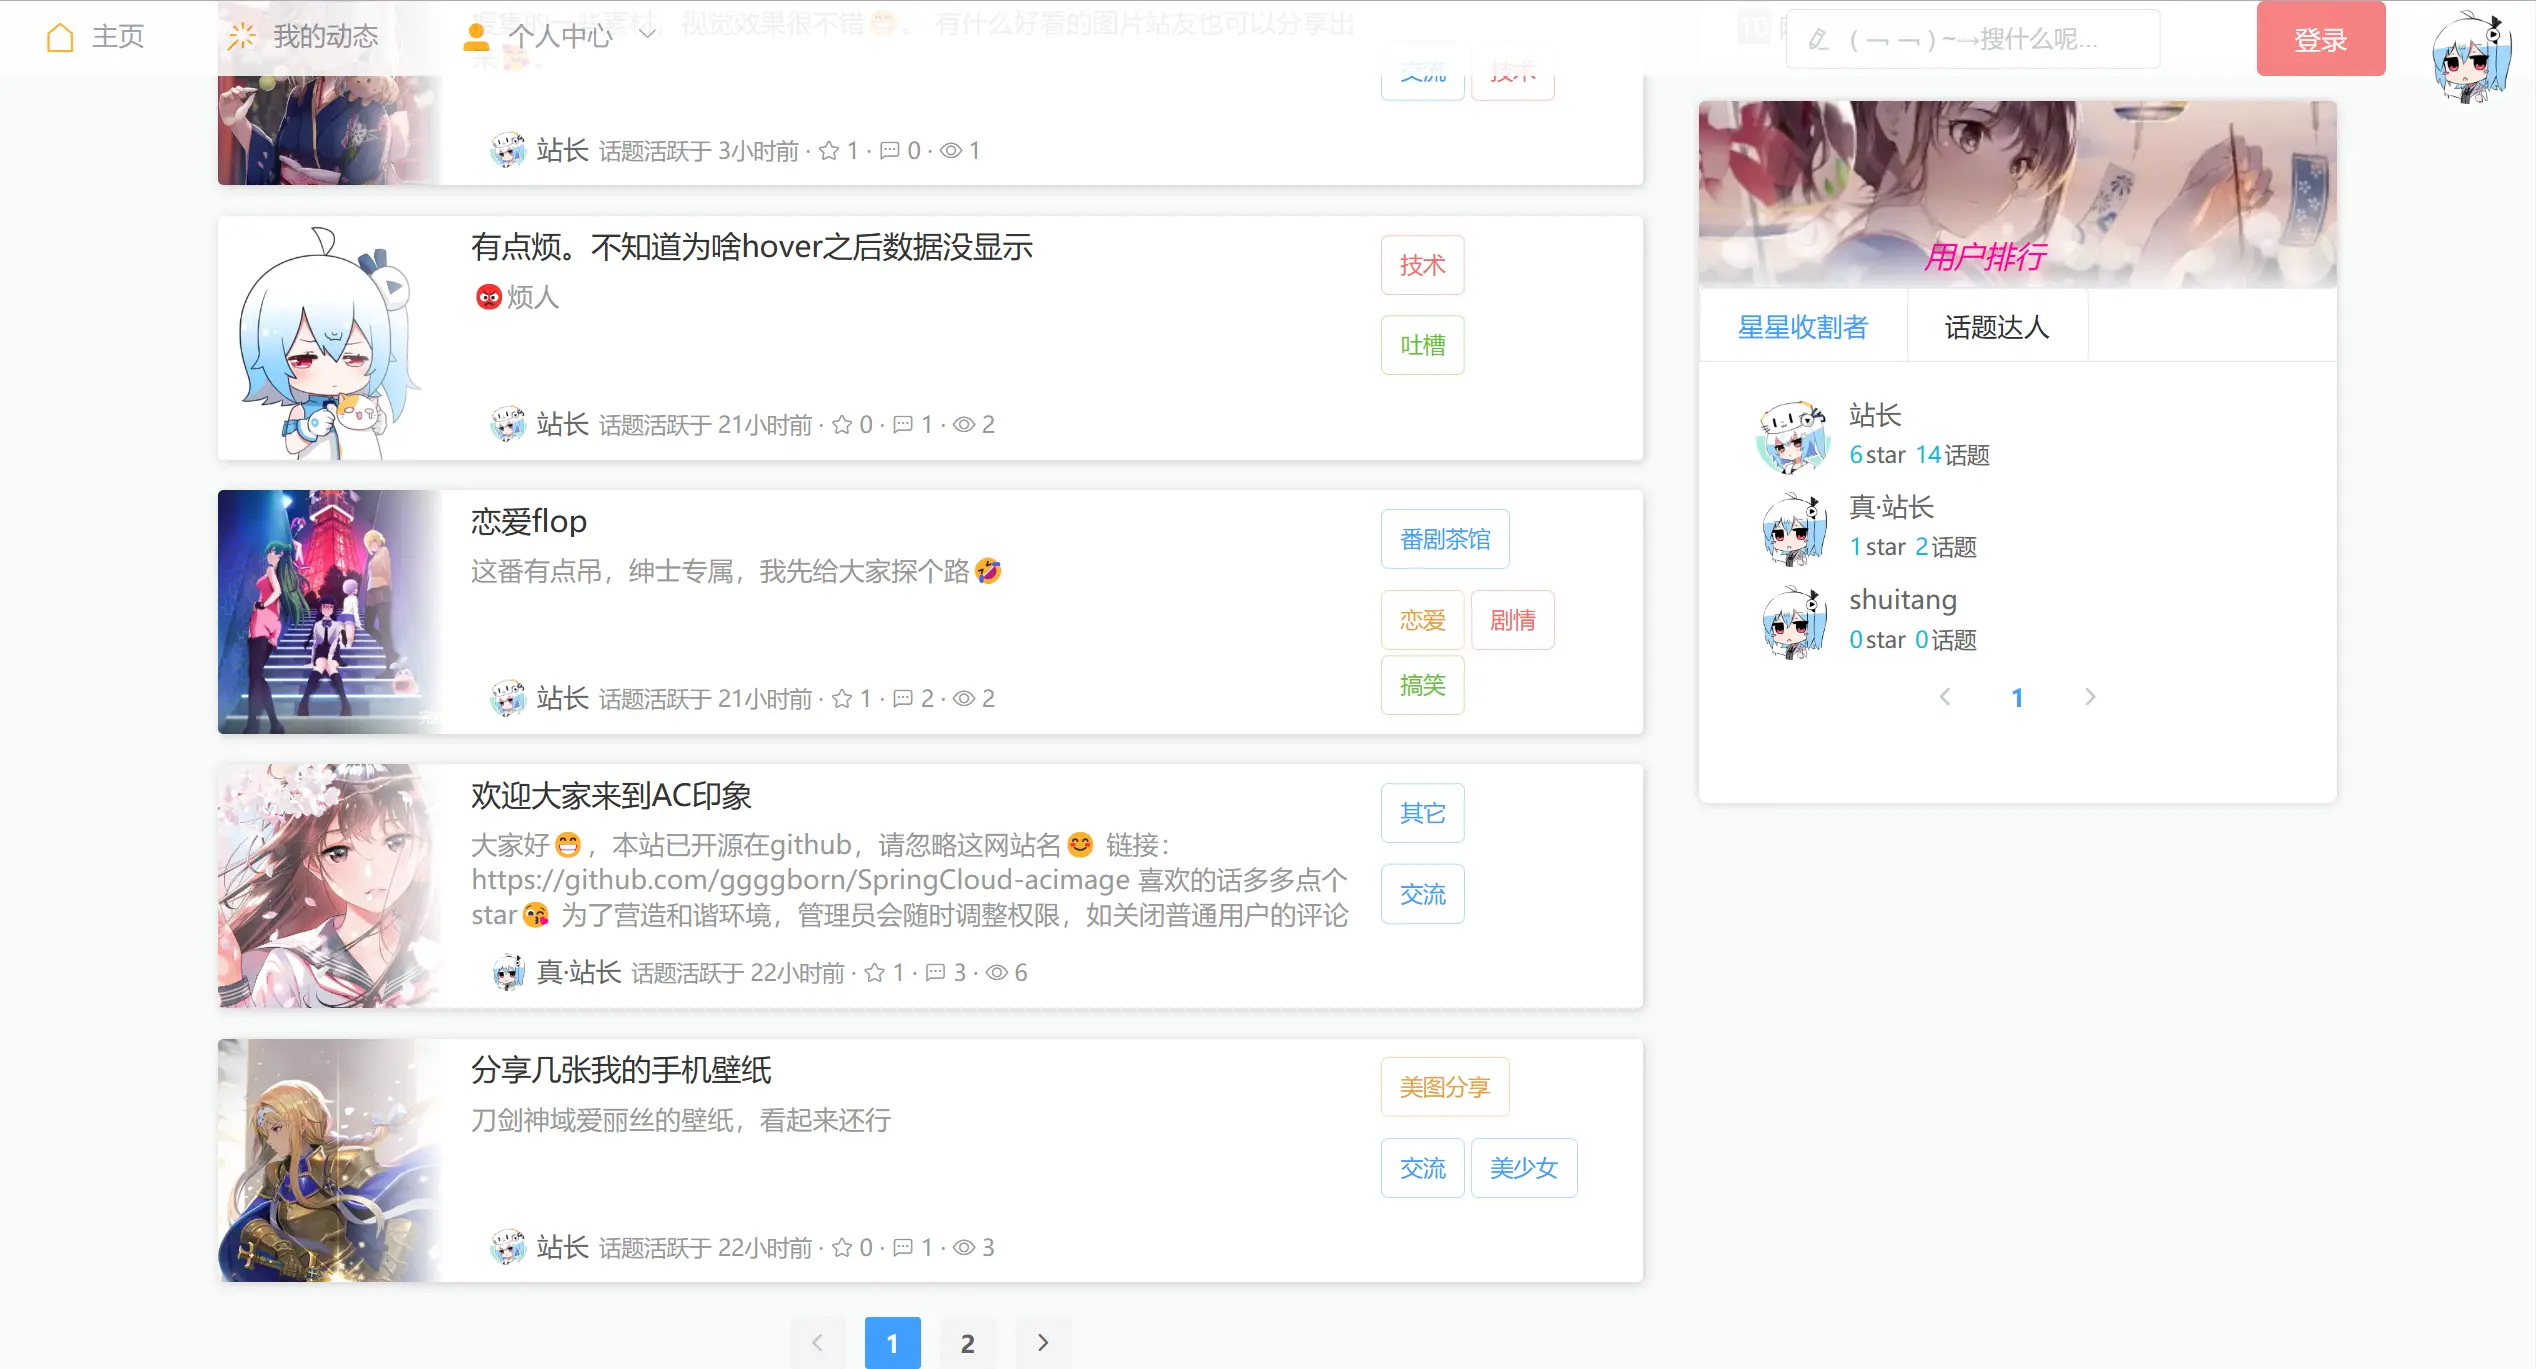 主页
我的动态
个人中心
掘集的一些素材，视觉效果很不错😁。 有什么好看的图片站友也可以分享出
来🥰。
(￢￢)~→搜什么呢...
登录
交流
技术
站长 话题活跃于 3小时前 · 1 · 0 · 1
有点烦。不知道为啥hover之后数据没显示
😡烦人
技术
吐槽
站长 话题活跃于 21小时前 · 0 · 1 · 2
恋爱flop
这番有点吊，绅士专属，我先给大家探个路🤣
番剧茶馆
恋爱
剧情
搞笑
站长 话题活跃于 21小时前 · 1 · 2 · 2
欢迎大家来到AC印象
大家好😁，本站已开源在github，请忽略这网站名😊 链接：
https://github.com/ggggborn/SpringCloud-acimage 喜欢的话多多点个
star😘 为了营造和谐环境，管理员会随时调整权限，如关闭普通用户的评论
其它
交流
真·站长 话题活跃于 22小时前 · 1 · 3 · 6
分享几张我的手机壁纸
刀剑神域爱丽丝的壁纸，看起来还行
美图分享
交流
美少女
站长 话题活跃于 22小时前 · 0 · 1 · 3
1
2
用户排行
星星收割者
话题达人
站长
6star 14话题
真·站长
1star 2话题
shuitang
0star 0话题
1